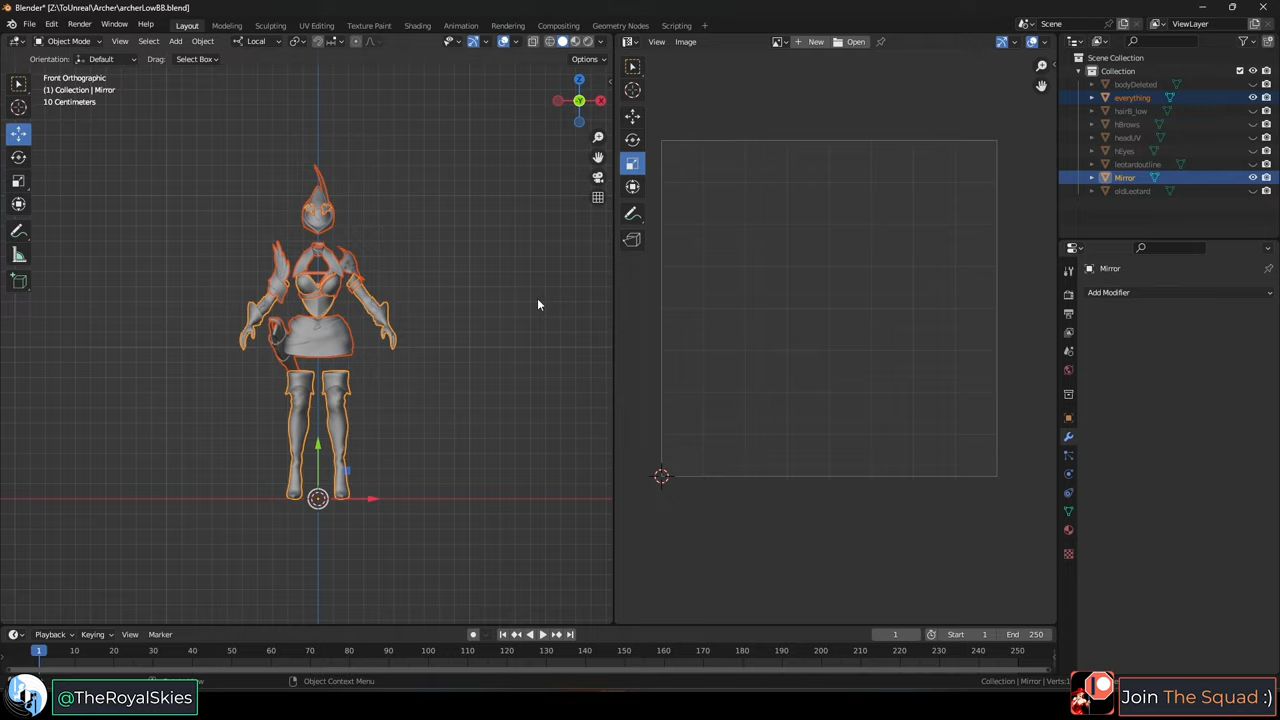 Blender* [Z:\ToUnreal\Archer\archerLowBB.blend]
File Edit Render Window Help Layout Modeling Sculpting UV Editing Texture Paint Shading Animation Rendering Compositing Geometry Nodes Scripting + Scene ViewLayer
Object Mode View Select Add Object Local View Image New Open
Orientation: Default Drag: Select Box Options
Scene Collection
Collection
bodyDeleted
everything
hairB_low
hBrows
headUV
hEyes
leotardoutline
Mirror
oldLeotard
Front Orthographic
(1) Collection | Mirror
10 Centimeters
Z
-Y
X
Mirror
Add Modifier
Playback Keying View Marker 1 Start 1 End 250
1 10 20 30 40 50 60 70 80 90 100 110 120 130 140 150 160 170 180 190 200 210 220 230 240 250
Object Context Menu Collection | Mirror | Verts:1
@TheRoyalSkies
Join The Squad :)